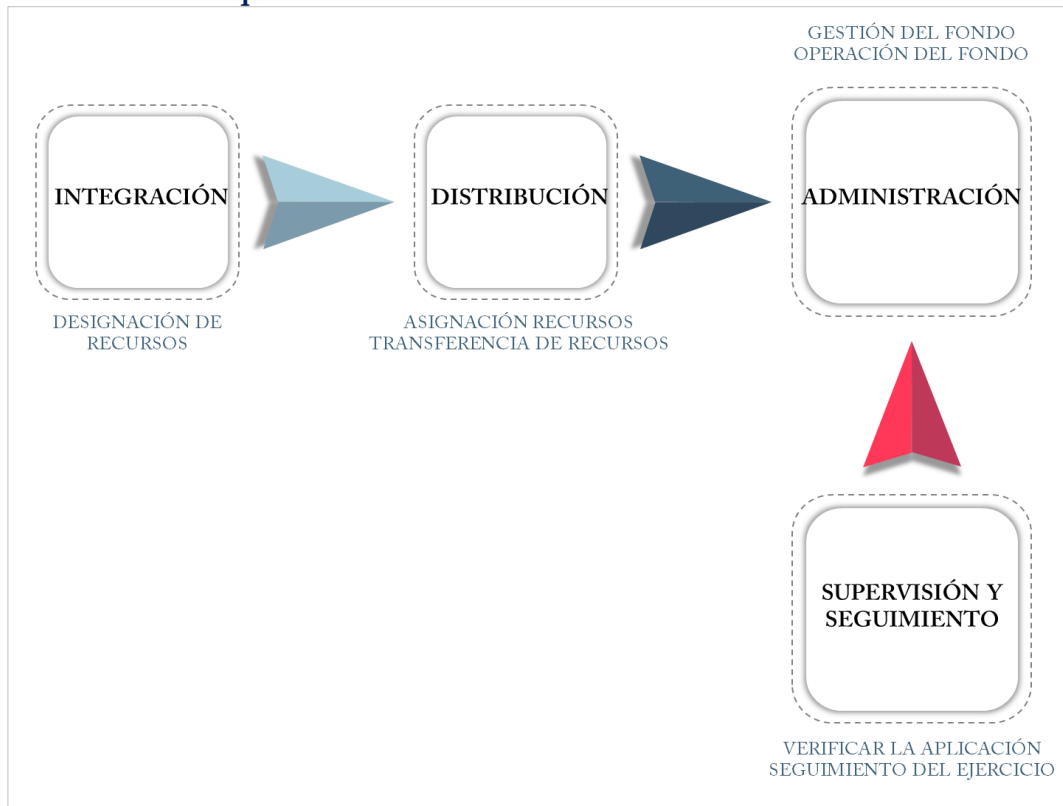 GESTIÓN DEL FONDO
OPERACIÓN DEL FONDO
INTEGRACIÓN
DISTRIBUCIÓN
ADMINISTRACIÓN
DESIGNACIÓN DE
RECURSOS
ASIGNACIÓN RECURSOS
TRANSFERENCIA DE RECURSOS
SUPERVISIÓN Y
SEGUIMIENTO
VERIFICAR LA APLICACIÓN
SEGUIMIENTO DEL EJERCICIO